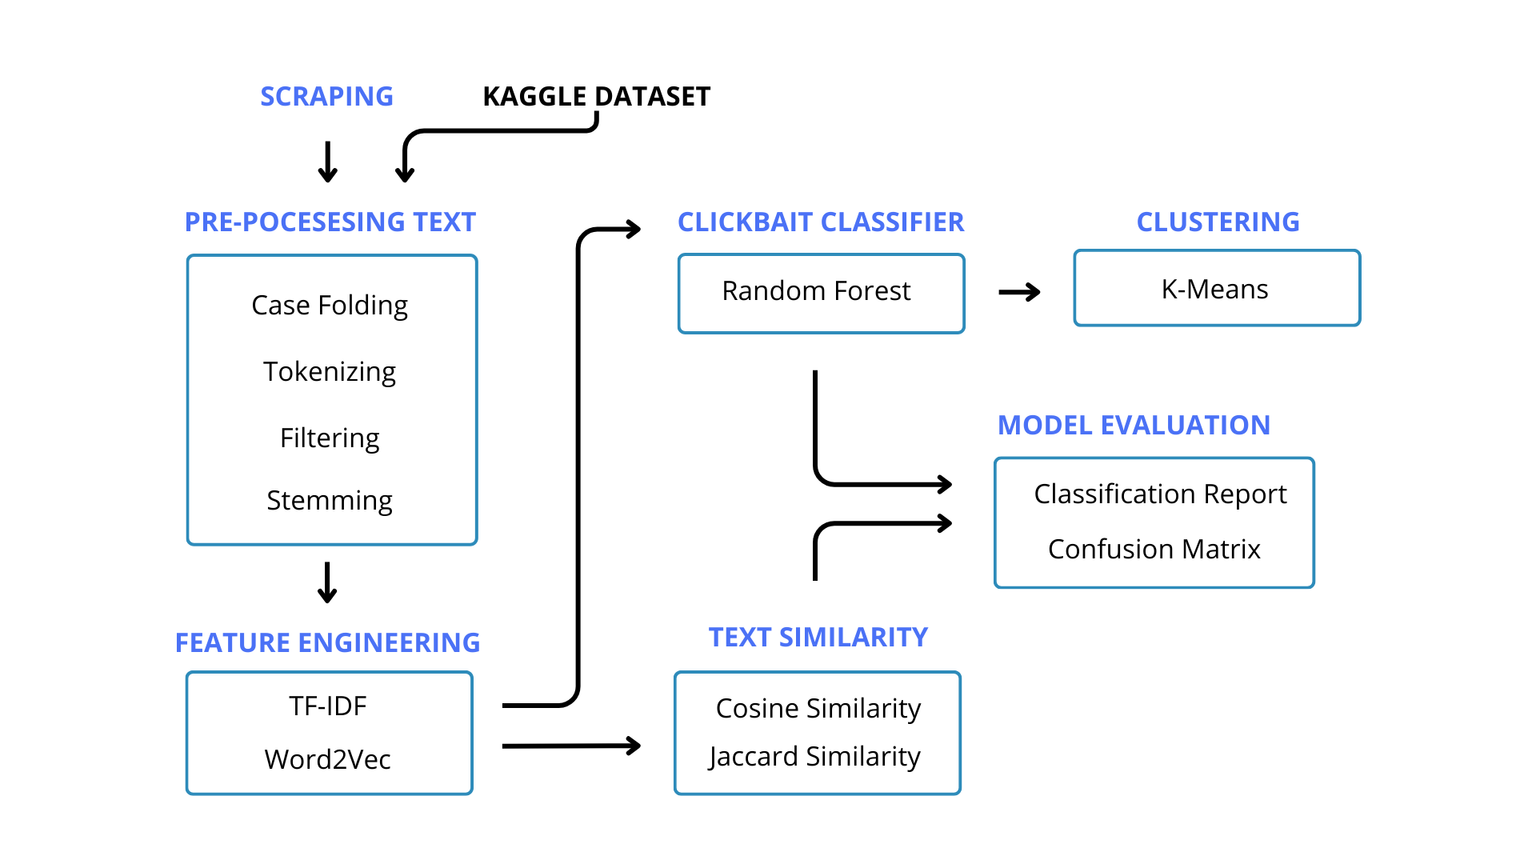 SCRAPING
KAGGLE DATASET
PRE-POCESESING TEXT
Case Folding
Tokenizing
Filtering
Stemming
FEATURE ENGINEERING
TF-IDF
Word2Vec
CLICKBAIT CLASSIFIER
Random Forest
CLUSTERING
K-Means
MODEL EVALUATION
Classification Report
Confusion Matrix
TEXT SIMILARITY
Cosine Similarity
Jaccard Similarity